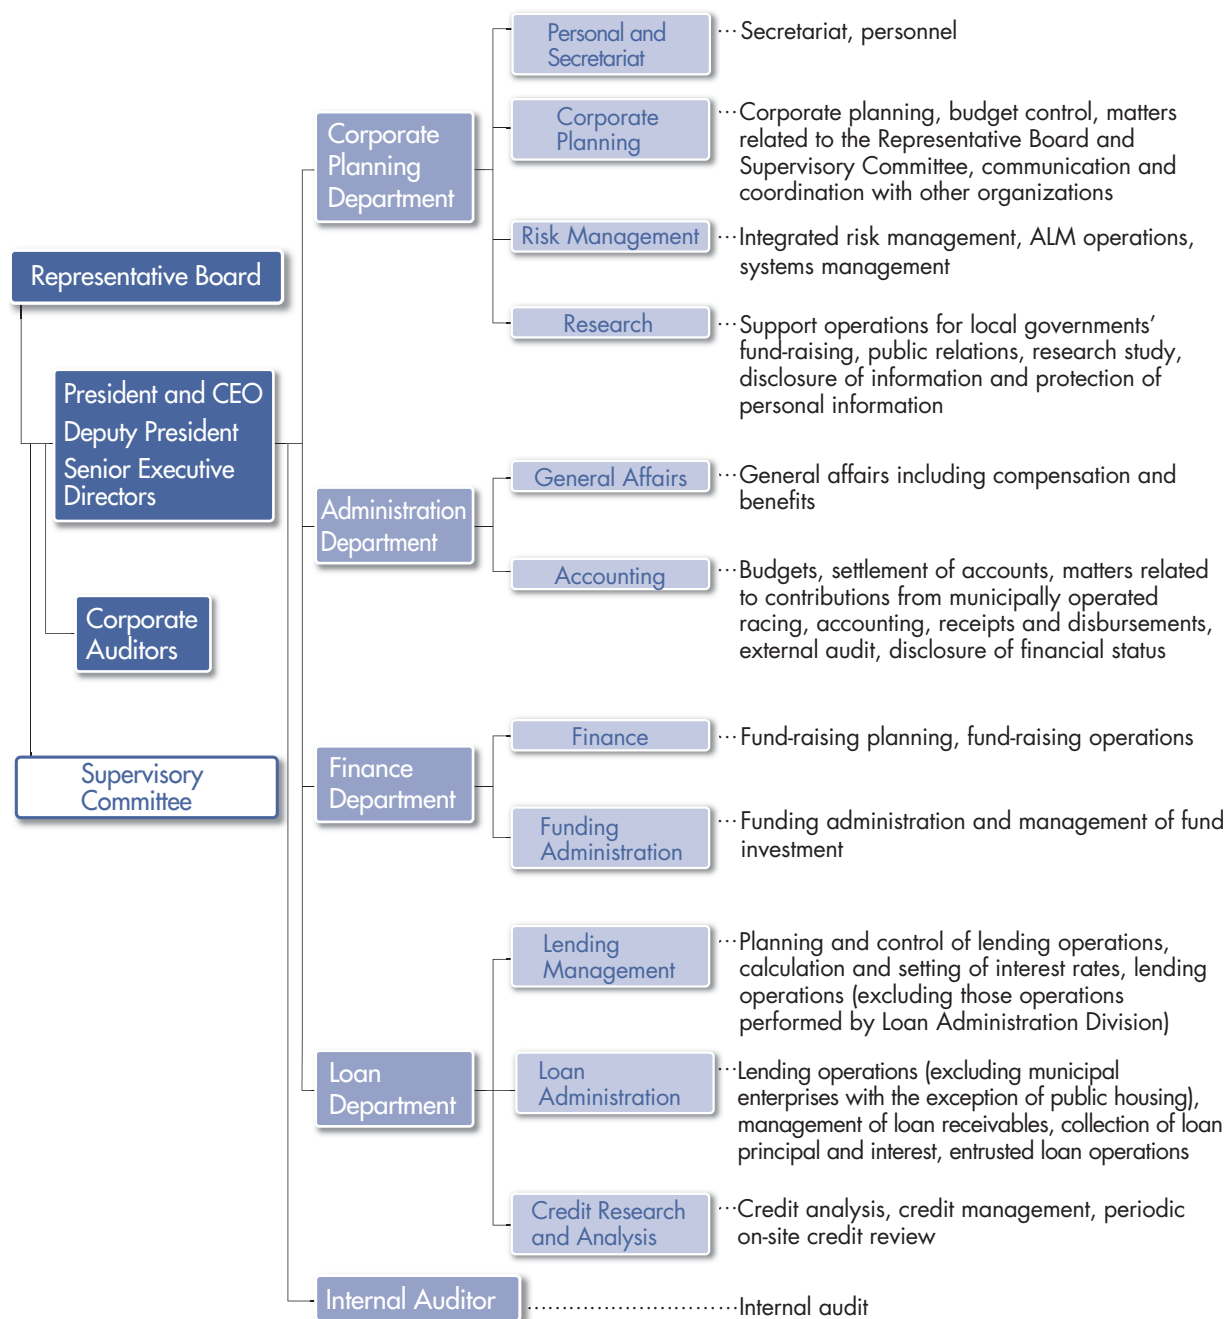 Representative Board
President and CEO
Deputy President
Senior Executive
Directors
Corporate
Auditors
Supervisory
Committee
Corporate
Planning
Department
Personal and
Secretariat
···Secretariat, personnel
Corporate
Planning
···Corporate planning, budget control, matters
related to the Representative Board and
Supervisory Committee, communication and
coordination with other organizations
Risk Management
···Integrated risk management, ALM operations,
systems management
Research
···Support operations for local governments’
fund-raising, public relations, research study,
disclosure of information and protection of
personal information
Administration
Department
General Affairs
···General affairs including compensation and
benefits
Accounting
···Budgets, settlement of accounts, matters related
to contributions from municipally operated
racing, accounting, receipts and disbursements,
external audit, disclosure of financial status
Finance
Department
Finance
···Fund-raising planning, fund-raising operations
Funding
Administration
···Funding administration and management of fund
investment
Loan
Department
Lending
Management
···Planning and control of lending operations,
calculation and setting of interest rates, lending
operations (excluding those operations
performed by Loan Administration Division)
Loan
Administration
···Lending operations (excluding municipal
enterprises with the exception of public housing),
management of loan receivables, collection of loan
principal and interest, entrusted loan operations
Credit Research
and Analysis
···Credit analysis, credit management, periodic
on-site credit review
Internal Auditor
····························Internal audit